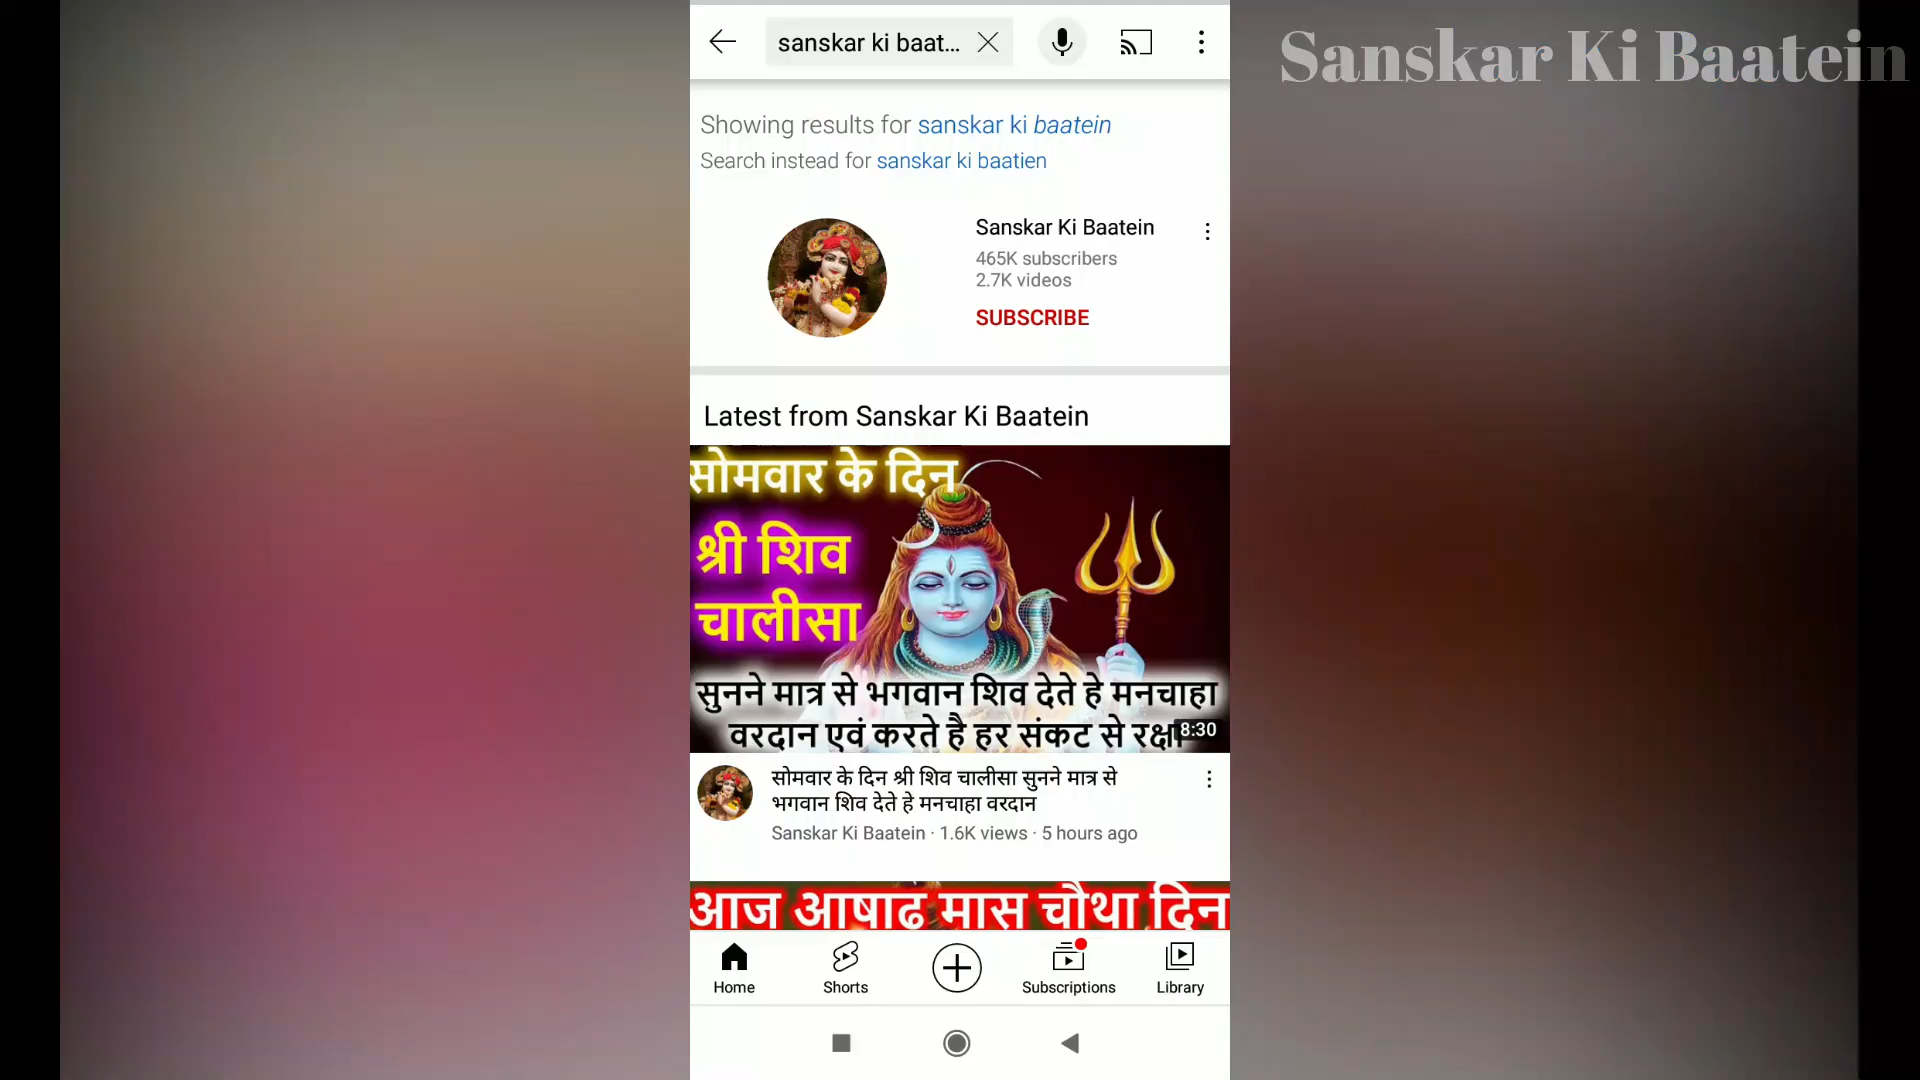 sanskar ki baat...
Sanskar Ki Baatein
Showing results for sanskar ki baatein
Search instead for sanskar ki baatien
Sanskar Ki Baatein
465K subscribers
2.7K videos
SUBSCRIBE
Latest from Sanskar Ki Baatein
सोमवार के दिन
श्री शिव
चालीसा
सुनने मात्र से भगवान शिव देते हे मनचाहा
वरदान एवं करते है हर संकट से रक्षा
8:30
सोमवार के दिन श्री शिव चालीसा सुनने मात्र से
भगवान शिव देते हे मनचाहा वरदान
Sanskar Ki Baatein · 1.6K views · 5 hours ago
आज आषाढ मास चौथा दिन
Home
Shorts
Subscriptions
Library